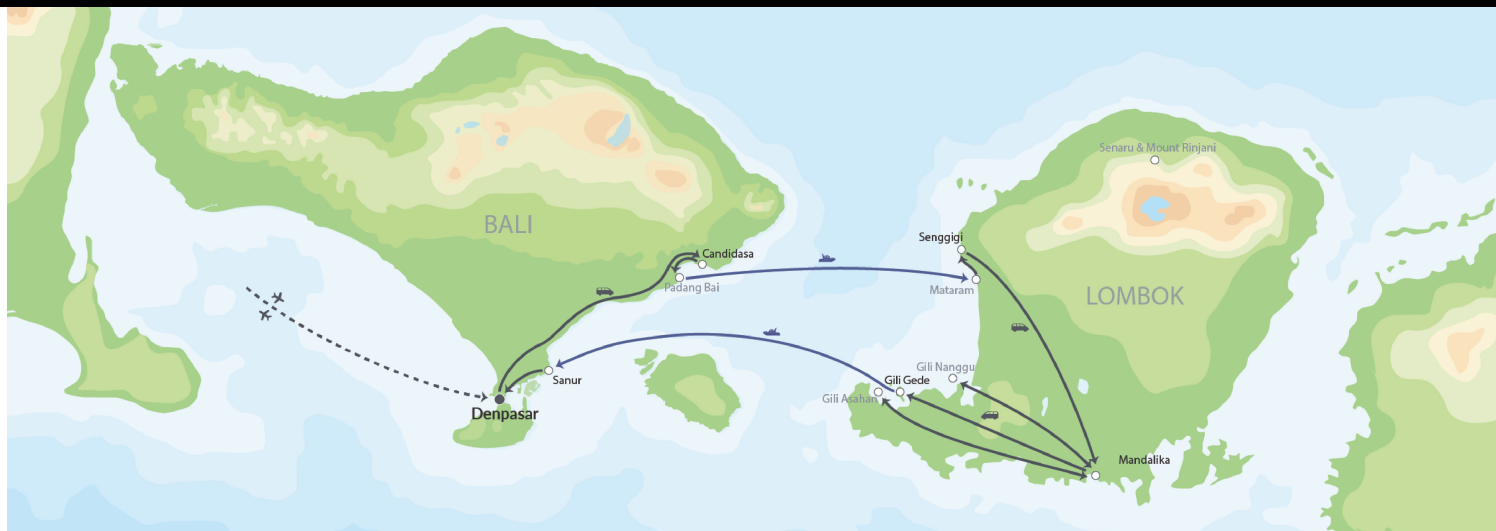 Senaru & Mount Rinjani
BALI
Senggigi
Candidasa
Padang Bai
Mataram
LOMBOK
Gili Nanggu
Sanur
Gili Gede
Gili Asahan
Denpasar
Mandalika